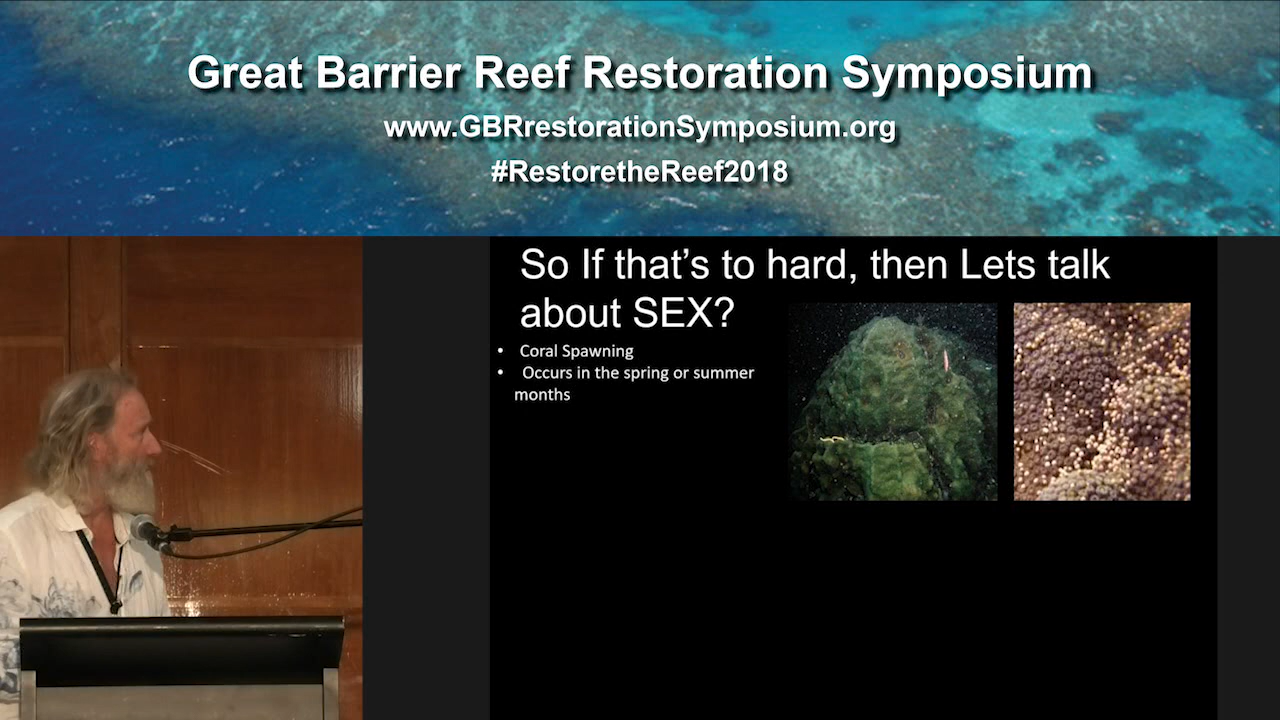 Great Barrier Reef Restoration Symposium
www.GBRrestorationSymposium.org
#RestoretheReef2018
So If that's to hard, then Lets talk
about SEX?
• Coral Spawning
• Occurs in the spring or summer
months